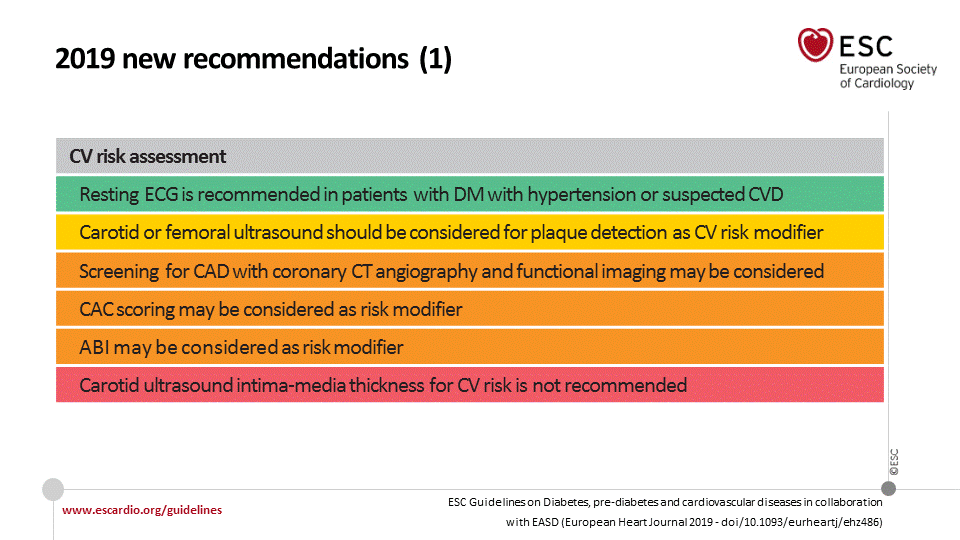 2019 new recommendations (1)
ESC
European Society
of Cardiology
CV risk assessment
Resting ECG is recommended in patients with DM with hypertension or suspected CVD
Carotid or femoral ultrasound should be considered for plaque detection as CV risk modifier
Screening for CAD with coronary CT angiography and functional imaging may be considered
CAC scoring may be considered as risk modifier
ABI may be considered as risk modifier
Carotid ultrasound intima-media thickness for CV risk is not recommended
©ESC
www.escardio.org/guidelines
ESC Guidelines on Diabetes, pre-diabetes and cardiovascular diseases in collaboration
with EASD (European Heart Journal 2019 - doi/10.1093/eurheartj/ehz486)